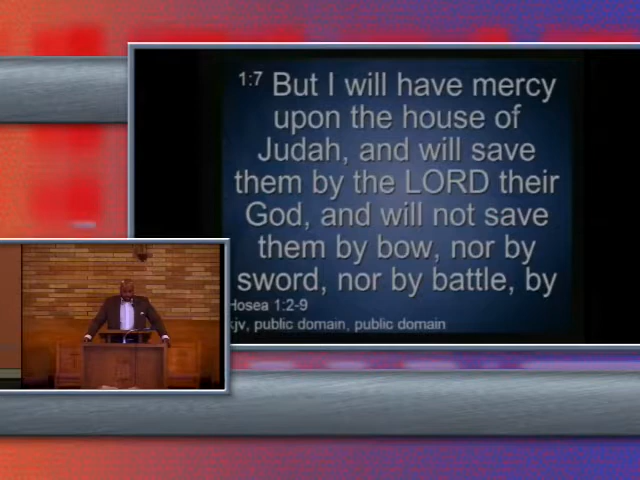 1:7 But I will have mercy
upon the house of
Judah, and will save
them by the LORD their
God, and will not save
them by bow, nor by
sword, nor by battle, by
Hosea 1:2-9
kjv, public domain, public domain